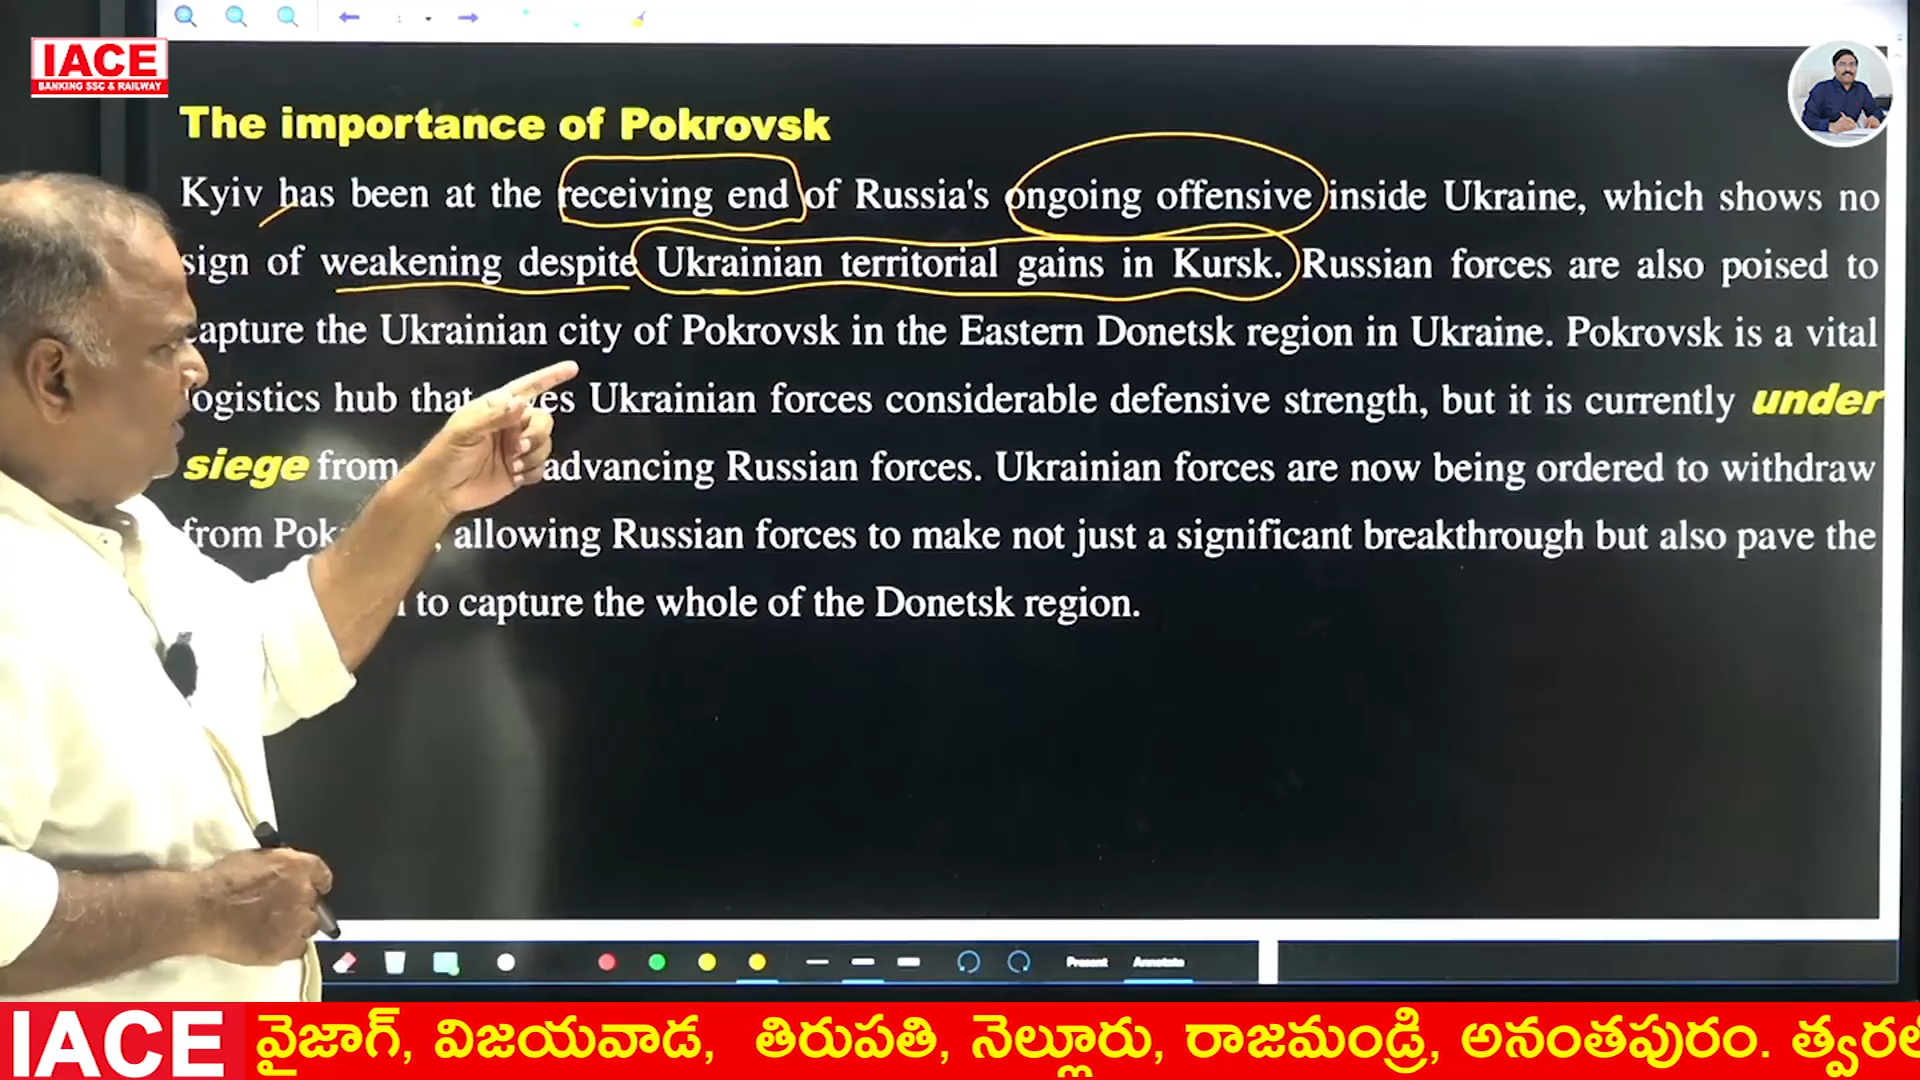 IACE
BANKING SSC & RAILWAY
The importance of Pokrovsk
Kyiv has been at the receiving end of Russia's ongoing offensive inside Ukraine, which shows no
sign of weakening despite Ukrainian territorial gains in Kursk. Russian forces are also poised to
capture the Ukrainian city of Pokrovsk in the Eastern Donetsk region in Ukraine. Pokrovsk is a vital
logistics hub that Ukrainian forces considerable defensive strength, but it is currently under
siege from advancing Russian forces. Ukrainian forces are now being ordered to withdraw
from , allowing Russian forces to make not just a significant breakthrough but also pave the
to capture the whole of the Donetsk region.
Present Annotate
IACE వైజాగ్, విజయవాడ, తిరుపతి, నెల్లూరు, రాజమండ్రి, అనంతపురం.